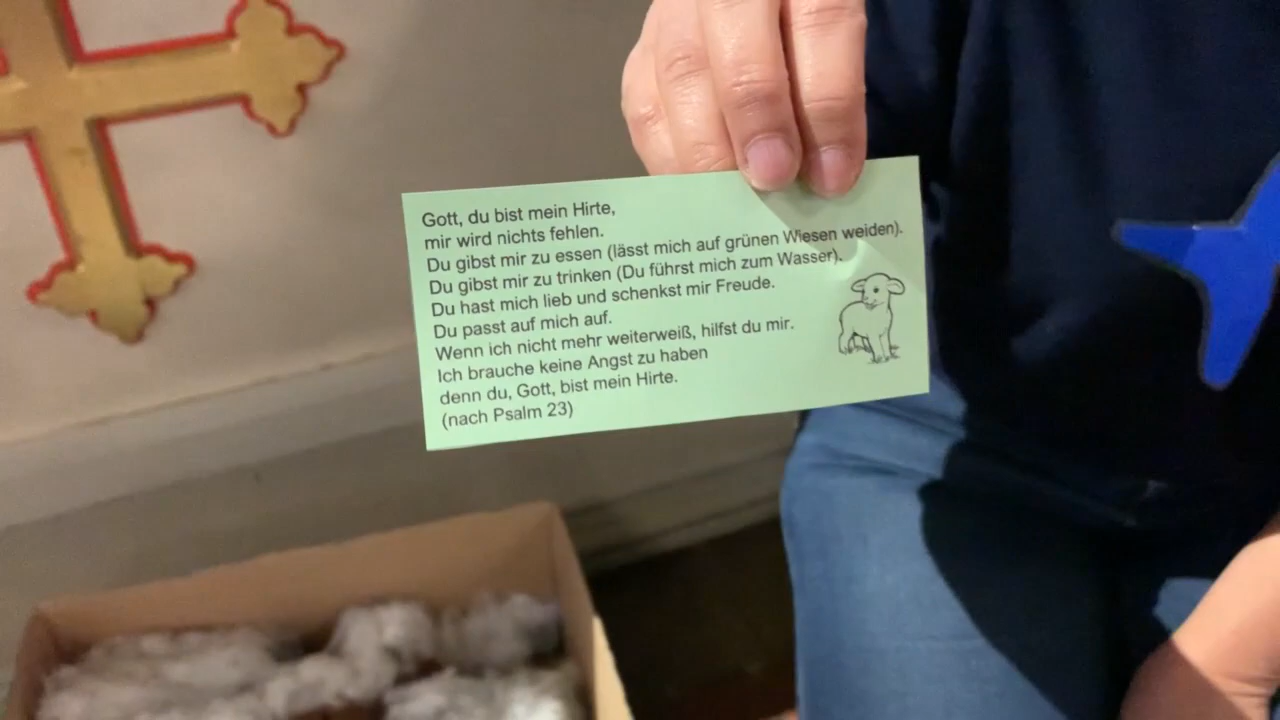 Gott, du bist mein Hirte,
mir wird nichts fehlen.
Du gibst mir zu essen (lässt mich auf grünen Wiesen weiden).
Du gibst mir zu trinken (Du führst mich zum Wasser).
Du hast mich lieb und schenkst mir Freude.
Du passt auf mich auf.
Wenn ich nicht mehr weiterweiß, hilfst du mir.
Ich brauche keine Angst zu haben
denn du, Gott, bist mein Hirte.
(nach Psalm 23)